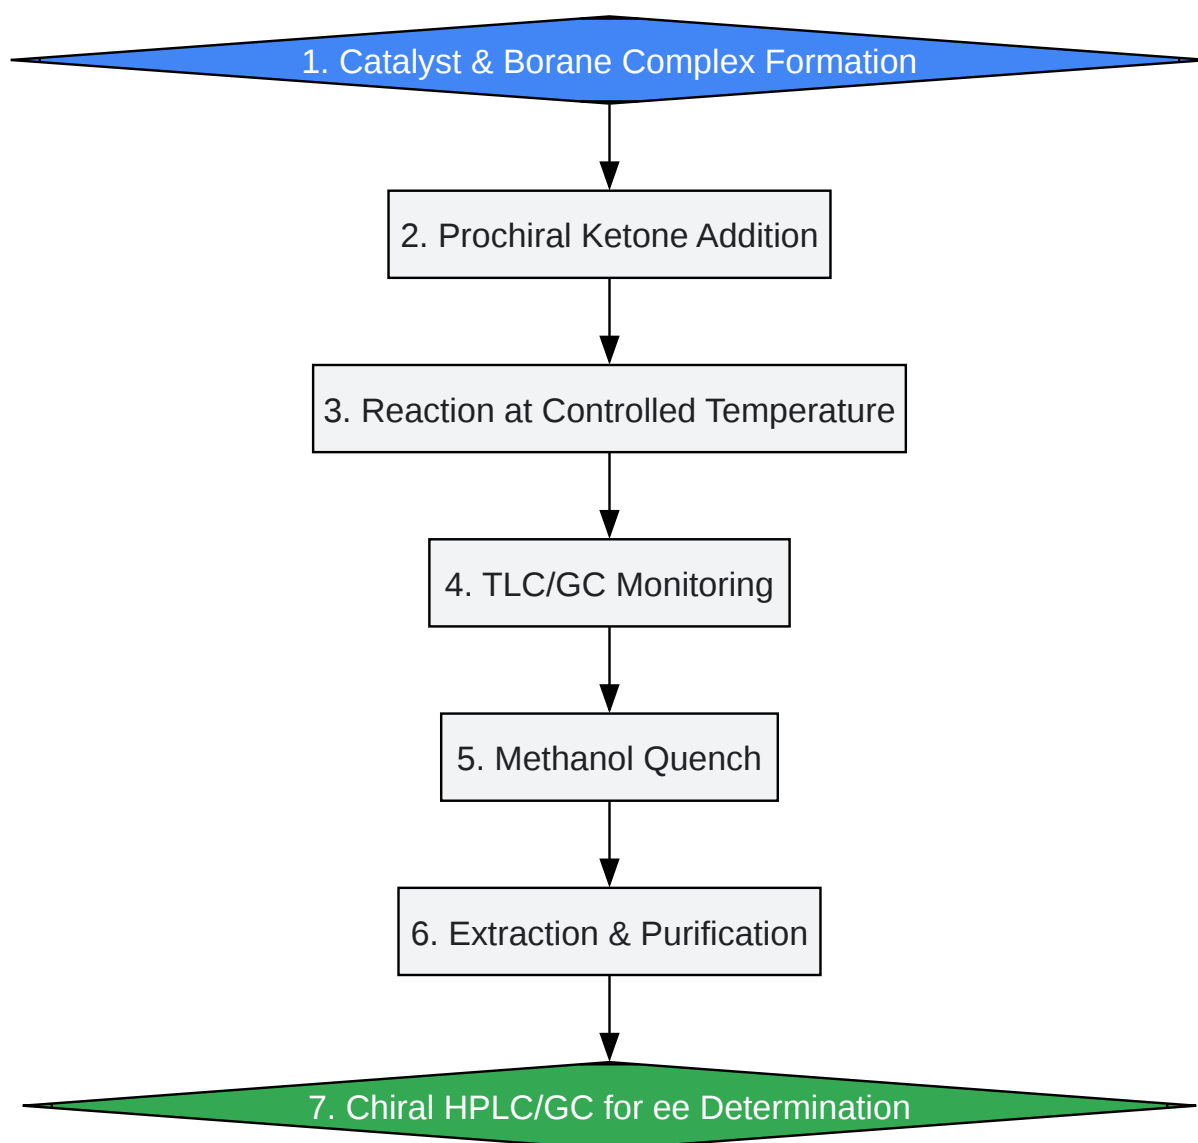 1. Catalyst & Borane Complex Formation
2. Prochiral Ketone Addition
3. Reaction at Controlled Temperature
4. TLC/GC Monitoring
5. Methanol Quench
6. Extraction & Purification
7. Chiral HPLC/GC for ee Determination